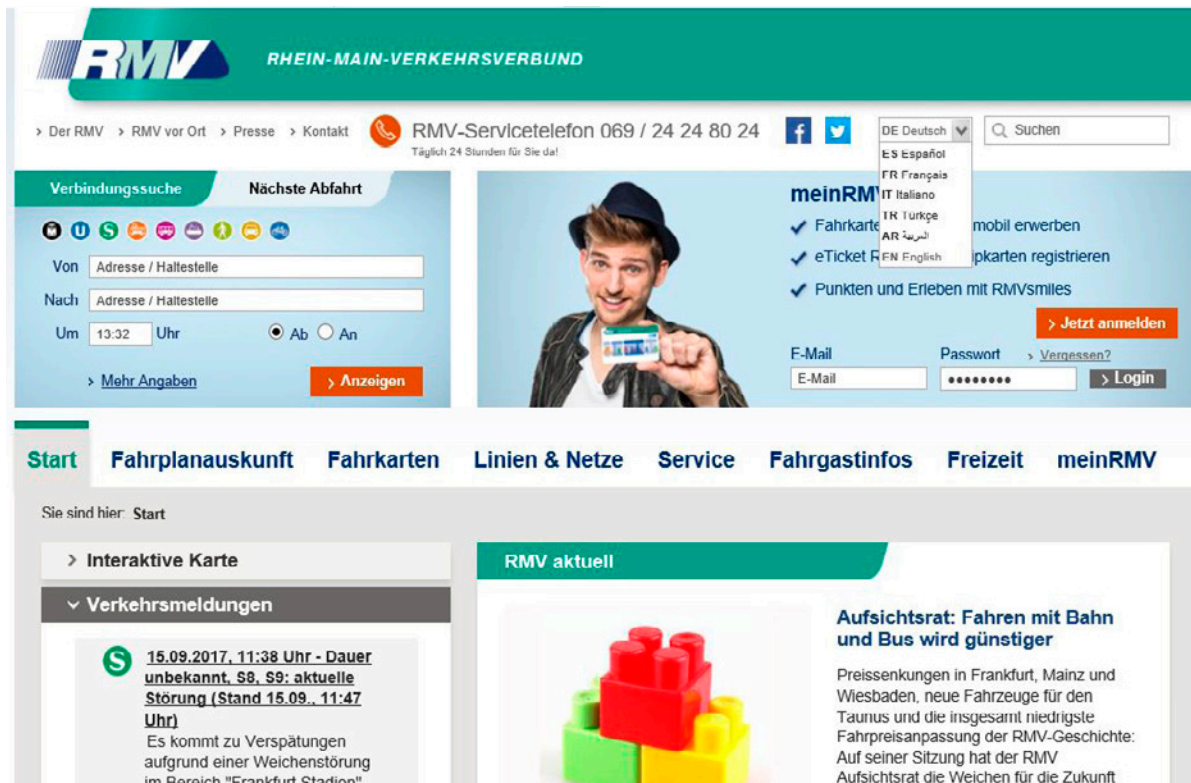 RMV
RHEIN-MAIN-VERKEHRSVERBUND
> Der RMV > RMV vor Ort > Presse > Kontakt
RMV-Servicetelefon 069 / 24 24 80 24
Täglich 24 Stunden für Sie da!
DE Deutsch
Suchen
ES Español
FR Français
IT Italiano
TR Türkçe
AR العربية
EN English
Verbindungssuche
Nächste Abfahrt
U S
Von Adresse / Haltestelle
Nach Adresse / Haltestelle
Um 13:32 Uhr Ab An
> Mehr Angaben
> Anzeigen
meinRMV
Fahrkarte mobil erwerben
eTicket R ipkarten registrieren
Punkten und Erleben mit RMVsmiles
> Jetzt anmelden
E-Mail Passwort > Vergessen?
E-Mail
> Login
RMV
Start Fahrplanauskunft Fahrkarten Linien & Netze Service Fahrgastinfos Freizeit meinRMV
Sie sind hier: Start
> Interaktive Karte
Verkehrsmeldungen
S
15.09.2017, 11:38 Uhr - Dauer
unbekannt, S8, S9: aktuelle
Störung (Stand 15.09., 11:47
Uhr)
Es kommt zu Verspätungen
aufgrund einer Weichenstörung
im Bereich "Frankfurt Stadion"
RMV aktuell
Aufsichtsrat: Fahren mit Bahn
und Bus wird günstiger
Preissenkungen in Frankfurt, Mainz und
Wiesbaden, neue Fahrzeuge für den
Taunus und die insgesamt niedrigste
Fahrpreisanpassung der RMV-Geschichte:
Auf seiner Sitzung hat der RMV
Aufsichtsrat die Weichen für die Zukunft